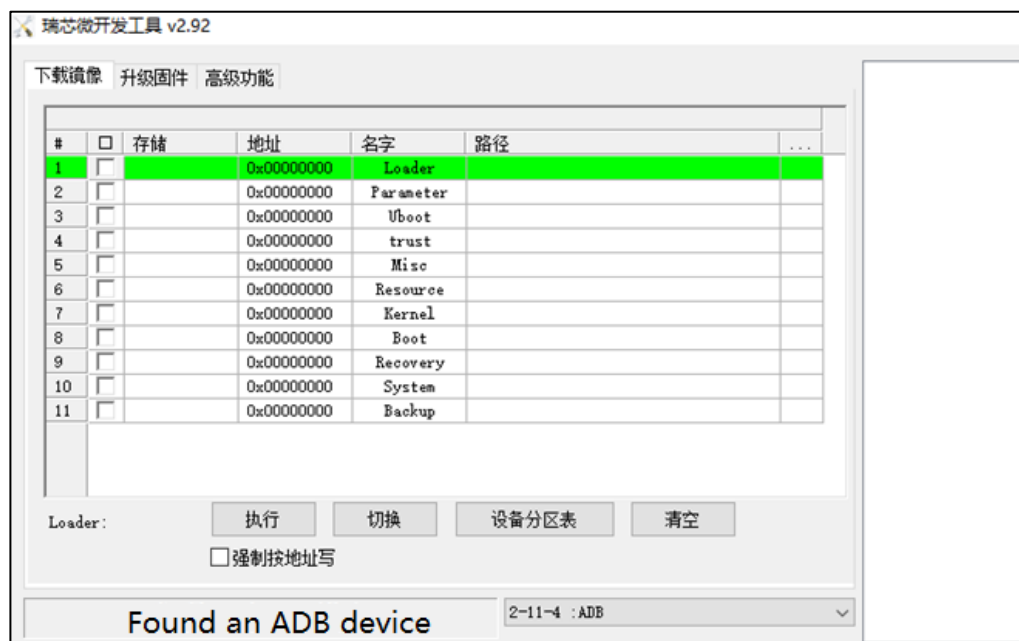 瑞芯微开发工具 v2.92
下载镜像 升级固件 高级功能
# 存储 地址 名字 路径 ...
1 0x00000000 Loader
2 0x00000000 Parameter
3 0x00000000 Uboot
4 0x00000000 trust
5 0x00000000 Misc
6 0x00000000 Resource
7 0x00000000 Kernel
8 0x00000000 Boot
9 0x00000000 Recovery
10 0x00000000 System
11 0x00000000 Backup
Loader: 执行 切换 设备分区表 清空
强制按地址写
Found an ADB device 2-11-4 :ADB